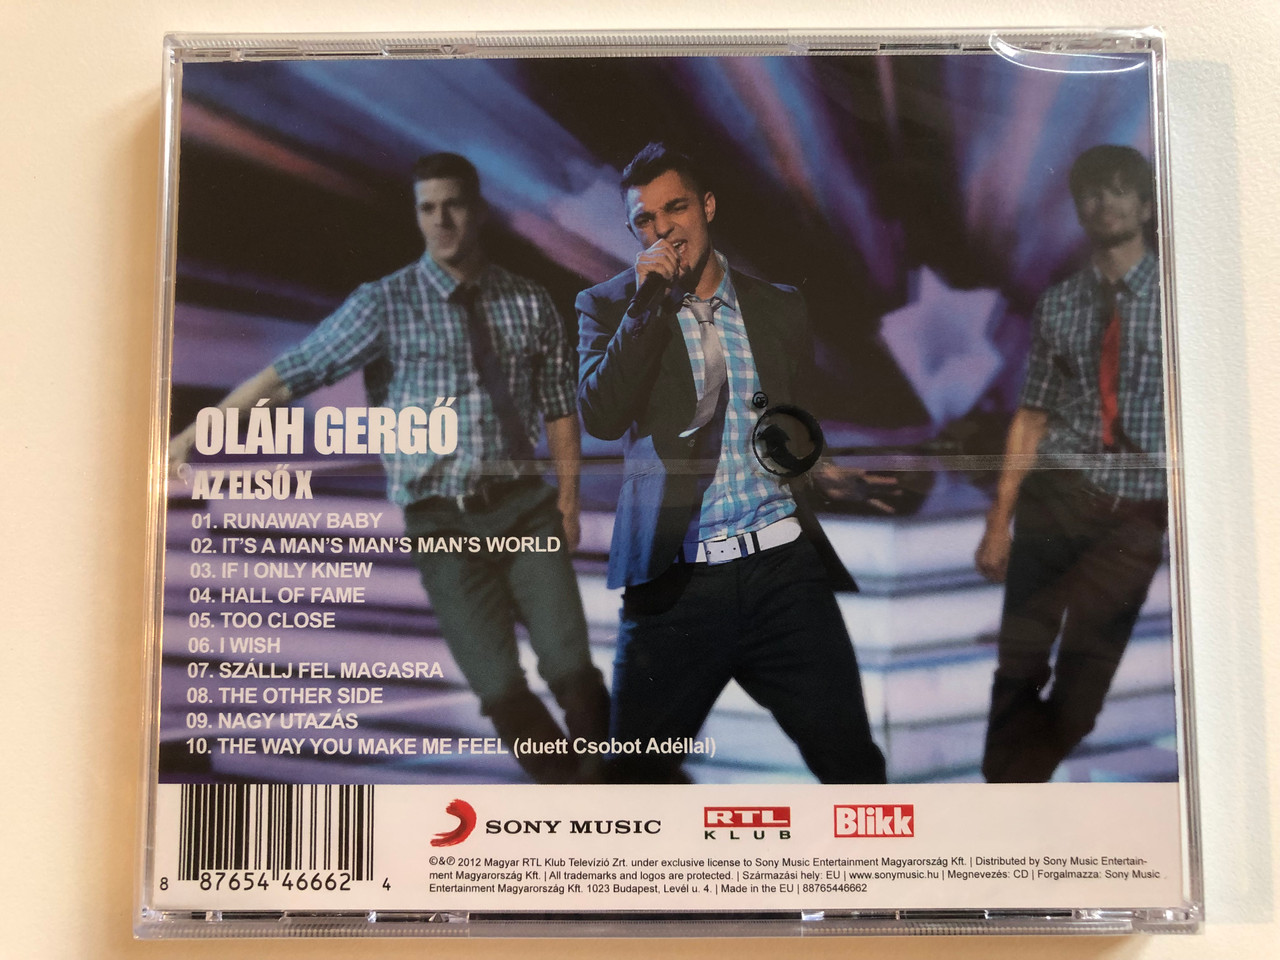 OLÁH GERGŐ
AZ ELSŐ X
01. RUNAWAY BABY
02. IT'S A MAN'S MAN'S MAN'S WORLD
03. IF I ONLY KNEW
04. HALL OF FAME
05. TOO CLOSE
06. I WISH
07. SZÁLLJ FEL MAGASRA
08. THE OTHER SIDE
09. NAGY UTAZÁS
10. THE WAY YOU MAKE ME FEEL (duett Csobot Adéllal)
8 87654 46662 4
SONY MUSIC
RTL
KLUB
Blikk
©&℗ 2012 Magyar RTL Klub Televízió Zrt. under exclusive license to Sony Music Entertainment Magyarország Kft. | Distributed by Sony Music Entertain-
ment Magyarország Kft. | All trademarks and logos are protected. | Származási hely: EU | www.sonymusic.hu | Megnevezés: CD | Forgalmazza: Sony Music
Entertainment Magyarország Kft. 1023 Budapest, Levél u. 4. | Made in the EU | 88765446662